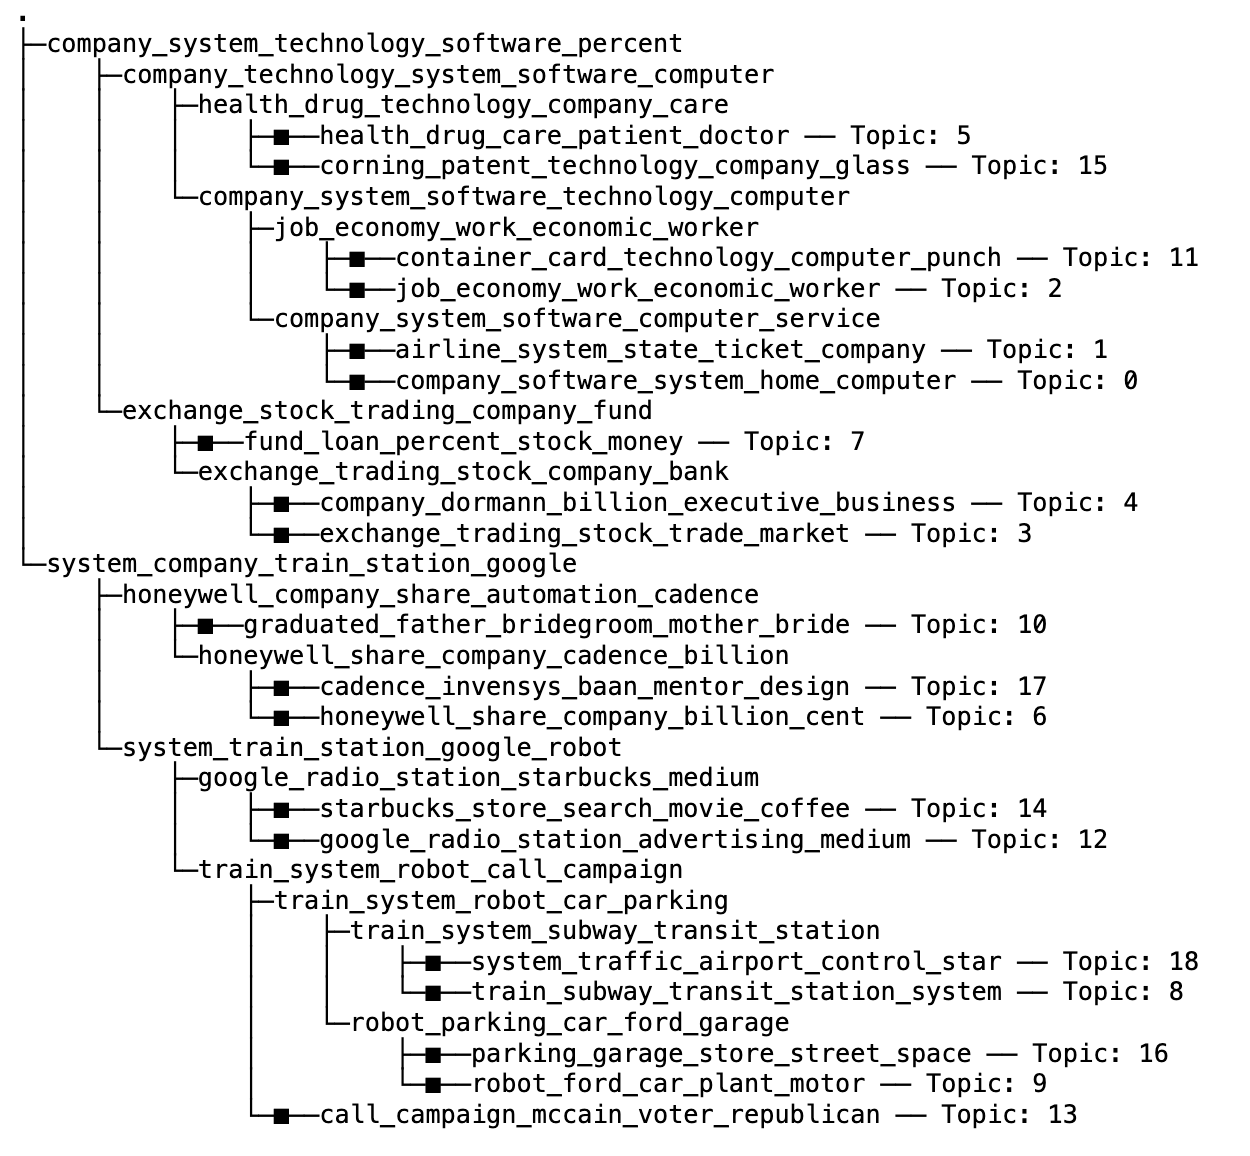 .
├─company_system_technology_software_percent
│    ├─company_technology_system_software_computer
│    │    ├─health_drug_technology_company_care
│    │    │    ├─■──health_drug_care_patient_doctor ── Topic: 5
│    │    │    └─■──corning_patent_technology_company_glass ── Topic: 15
│    │    └─company_system_software_technology_computer
│    │         ├─job_economy_work_economic_worker
│    │         │    ├─■──container_card_technology_computer_punch ── Topic: 11
│    │         │    └─■──job_economy_work_economic_worker ── Topic: 2
│    │         └─company_system_software_computer_service
│    │              ├─■──airline_system_state_ticket_company ── Topic: 1
│    │              └─■──company_software_system_home_computer ── Topic: 0
│    └─exchange_stock_trading_company_fund
│         ├─■──fund_loan_percent_stock_money ── Topic: 7
│         └─exchange_trading_stock_company_bank
│              ├─■──company_dormann_billion_executive_business ── Topic: 4
│              └─■──exchange_trading_stock_trade_market ── Topic: 3
└─system_company_train_station_google
     ├─honeywell_company_share_automation_cadence
     │    ├─■──graduated_father_bridegroom_mother_bride ── Topic: 10
     │    └─honeywell_share_company_cadence_billion
     │         ├─■──cadence_invensys_baan_mentor_design ── Topic: 17
     │         └─■──honeywell_share_company_billion_cent ── Topic: 6
     └─system_train_station_google_robot
          ├─google_radio_station_starbucks_medium
          │    ├─■──starbucks_store_search_movie_coffee ── Topic: 14
          │    └─■──google_radio_station_advertising_medium ── Topic: 12
          └─train_system_robot_call_campaign
               ├─train_system_robot_car_parking
               │    ├─train_system_subway_transit_station
               │    │    ├─■──system_traffic_airport_control_star ── Topic: 18
               │    │    └─■──train_subway_transit_station_system ── Topic: 8
               │    └─robot_parking_car_ford_garage
               │         ├─■──parking_garage_store_street_space ── Topic: 16
               │         └─■──robot_ford_car_plant_motor ── Topic: 9
               └─■──call_campaign_mccain_voter_republican ── Topic: 13